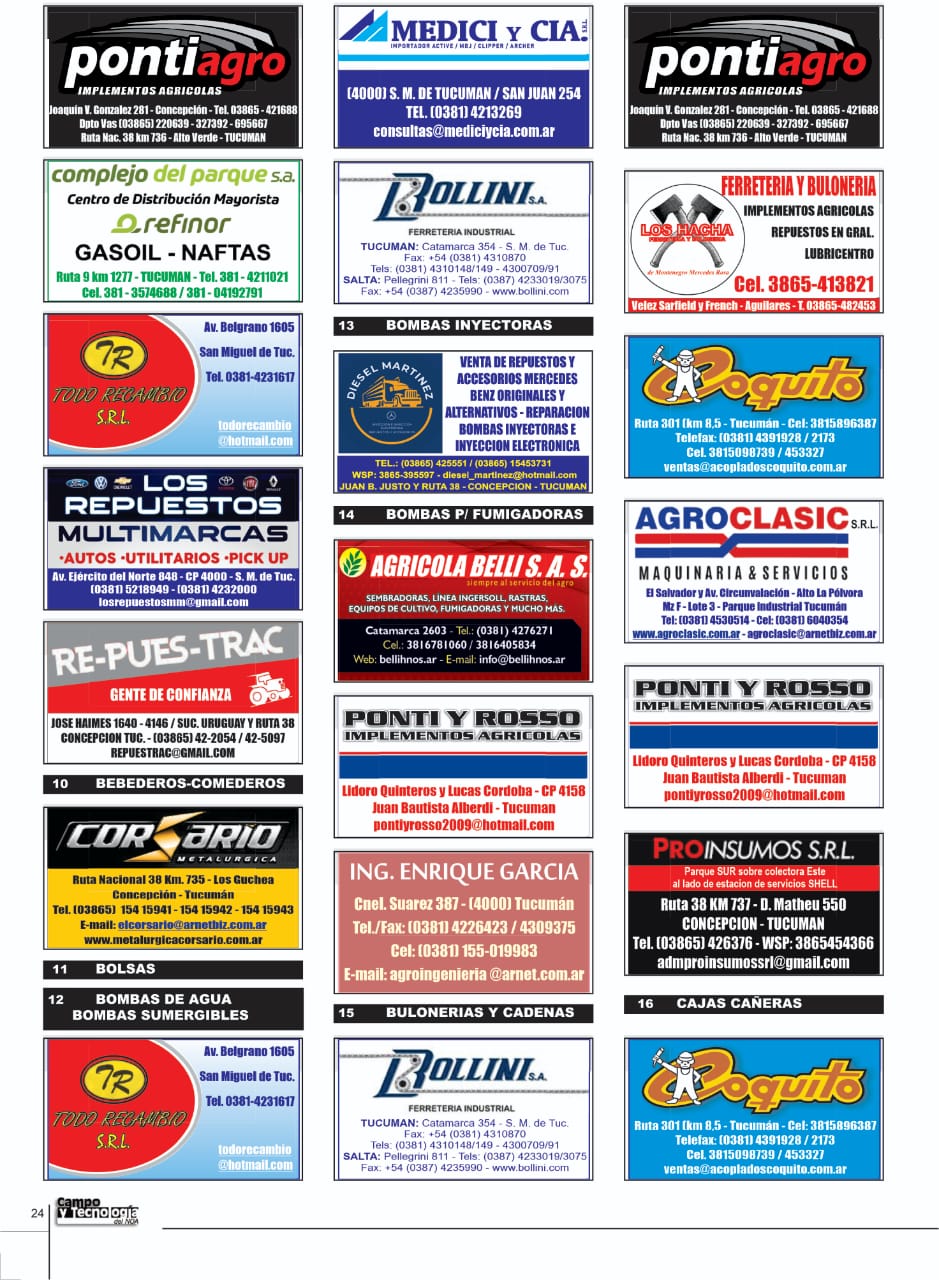 pontiagro
IMPLEMENTOS AGRICOLAS
Joaquín V. Gonzalez 281 - Concepción - Tel. 03865 - 421688
Dpto Vas (03865) 220639 - 327392 - 695667
Ruta Nac. 38 km 736 - Alto Verde - TUCUMAN
complejo del parque s.a.
Centro de Distribución Mayorista
refinor
GASOIL - NAFTAS
Ruta 9 km 1277 - TUCUMAN - Tel. 381 - 4211021
Cel. 381 - 3574688 / 381 - 04192791
TR
TODO RECAMBIO
S.R.L.
Av. Belgrano 1605
San Miguel de Tuc.
Tel. 0381-4231617
todorecambio
@hotmail.com
LOS
REPUESTOS
MULTIMARCAS
•AUTOS •UTILITARIOS •PICK UP
Av. Ejército del Norte 848 - CP 4000 - S. M. de Tuc.
(0381) 5218949 - (0381) 4232000
losrepuestosmm@gmail.com
RE-PUES-TRAC
GENTE DE CONFIANZA
JOSE HAIMES 1640 - 4146 / SUC. URUGUAY Y RUTA 38
CONCEPCION TUC. - (03865) 42-2054 / 42-5097
REPUESTRAC@GMAIL.COM
10 BEBEDEROS-COMEDEROS
CORSARIO
METALURGICA
Ruta Nacional 38 Km. 735 - Los Guchea
Concepción - Tucumán
Tel. (03865) 154 15941 - 154 15942 - 154 15943
E-mail: elcorsario@arnetbiz.com.ar
www.metalurgicacorsario.com.ar
11 BOLSAS
12 BOMBAS DE AGUA
BOMBAS SUMERGIBLES
TR
TODO RECAMBIO
S.R.L.
Av. Belgrano 1605
San Miguel de Tuc.
Tel. 0381-4231617
todorecambio
@hotmail.com
MEDICI Y CIA. SRL
IMPORTADOR ACTIVE / MBJ / CLIPPER / ARCHER
(4000) S. M. DE TUCUMAN / SAN JUAN 254
TEL. (0381) 4213269
consultas@mediciycia.com.ar
BOLLINI S.A.
FERRETERIA INDUSTRIAL
TUCUMAN: Catamarca 354 - S. M. de Tuc.
Fax: +54 (0381) 4310870
Tels: (0381) 4310148/149 - 4300709/91
SALTA: Pellegrini 811 - Tels: (0387) 4233019/3075
Fax: +54 (0387) 4235990 - www.bollini.com
13 BOMBAS INYECTORAS
DIESEL MARTINEZ
VENTA DE REPUESTOS Y
ACCESORIOS MERCEDES
BENZ ORIGINALES Y
ALTERNATIVOS - REPARACION
BOMBAS INYECTORAS E
INYECCION ELECTRONICA
TEL.: (03865) 425551 / (03865) 15453731
WSP: 3865-395597 - diesel_martinez@hotmail.com
JUAN B. JUSTO Y RUTA 38 - CONCEPCION - TUCUMAN
14 BOMBAS P/ FUMIGADORAS
AGRICOLA BELLI S. A. S.
siempre al servicio del agro
SEMBRADORAS, LÍNEA INGERSOLL, RASTRAS,
EQUIPOS DE CULTIVO, FUMIGADORAS Y MUCHO MÁS.
Catamarca 2603 - Tel.: (0381) 4276271
Cel.: 3816781060 / 3816405834
Web: bellihnos.ar - E-mail: info@bellihnos.ar
PONTI Y ROSSO
IMPLEMENTOS AGRICOLAS
Lidoro Quinteros y Lucas Cordoba - CP 4158
Juan Bautista Alberdi - Tucuman
pontiyrosso2009@hotmail.com
ING. ENRIQUE GARCIA
Cnel. Suarez 387 - (4000) Tucumán
Tel./Fax: (0381) 4226423 / 4309375
Cel: (0381) 155-019983
E-mail: agroingenieria @arnet.com.ar
15 BULONERIAS Y CADENAS
BOLLINI S.A.
FERRETERIA INDUSTRIAL
TUCUMAN: Catamarca 354 - S. M. de Tuc.
Fax: +54 (0381) 4310870
Tels: (0381) 4310148/149 - 4300709/91
SALTA: Pellegrini 811 - Tels: (0387) 4233019/3075
Fax: +54 (0387) 4235990 - www.bollini.com
pontiagro
IMPLEMENTOS AGRICOLAS
Joaquín V. Gonzalez 281 - Concepción - Tel. 03865 - 421688
Dpto Vas (03865) 220639 - 327392 - 695667
Ruta Nac. 38 km 736 - Alto Verde - TUCUMAN
FERRETERIA Y BULONERIA
LOS HACHA
FERRETERIA Y BULONERIA
de Montenegro Mercedes Rosa
IMPLEMENTOS AGRICOLAS
REPUESTOS EN GRAL.
LUBRICENTRO
Cel. 3865-413821
Velez Sarfield y French - Aguilares - T. 03865-482453
Coquito
Ruta 301 (km 8,5 - Tucumán - Cel: 3815896387
Telefax: (0381) 4391928 / 2173
Cel. 3815098739 / 453327
ventas@acopladoscoquito.com.ar
AGROCLASIC S.R.L.
MAQUINARIA & SERVICIOS
El Salvador y Av. Circunvalación - Alto La Pólvora
Mz F - Lote 3 - Parque Industrial Tucumán
Tel: (0381) 4530514 - Cel: (0381) 6040354
www.agroclasic.com.ar - agroclasic@arnetbiz.com.ar
PONTI Y ROSSO
IMPLEMENTOS AGRICOLAS
Lidoro Quinteros y Lucas Cordoba - CP 4158
Juan Bautista Alberdi - Tucuman
pontiyrosso2009@hotmail.com
PROINSUMOS S.R.L.
Parque SUR sobre colectora Este
al lado de estacion de servicios SHELL
Ruta 38 KM 737 - D. Matheu 550
CONCEPCION - TUCUMAN
Tel. (03865) 426376 - WSP: 3865454366
admproinsumossrl@gmail.com
16 CAJAS CAÑERAS
Coquito
Ruta 301 (km 8,5 - Tucumán - Cel: 3815896387
Telefax: (0381) 4391928 / 2173
Cel. 3815098739 / 453327
ventas@acopladoscoquito.com.ar
24
Campo
y Tecnología
del NOA